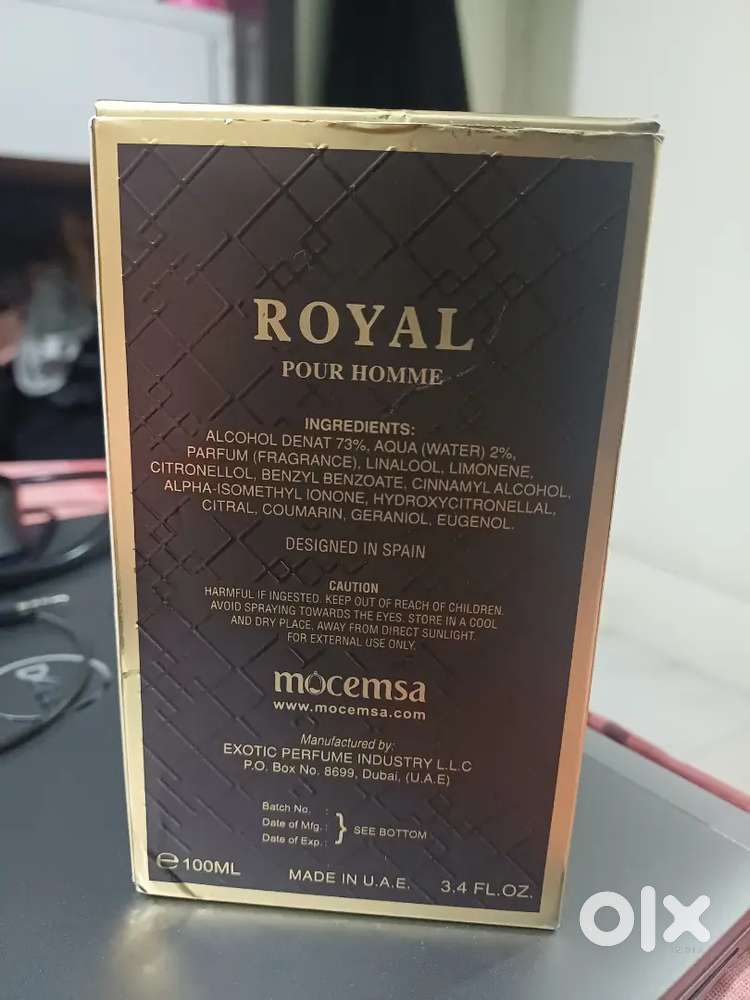 ROYAL
POUR HOMME
INGREDIENTS:
ALCOHOL DENAT 73%, AQUA (WATER) 2%,
PARFUM (FRAGRANCE), LINALOOL, LIMONENE,
CITRONELLOL, BENZYL BENZOATE, CINNAMYL ALCOHOL,
ALPHA-ISOMETHYL IONONE, HYDROXYCITRONELLAL,
CITRAL, COUMARIN, GERANIOL, EUGENOL.
DESIGNED IN SPAIN
CAUTION
HARMFUL IF INGESTED. KEEP OUT OF REACH OF CHILDREN.
AVOID SPRAYING TOWARDS THE EYES. STORE IN A COOL
AND DRY PLACE, AWAY FROM DIRECT SUNLIGHT.
FOR EXTERNAL USE ONLY.
mocemsa
www.mocemsa.com
Manufactured by:
EXOTIC PERFUME INDUSTRY L.L.C
P.O. Box No. 8699, Dubai, (U.A.E)
Batch No. :
Date of Mfg. : } SEE BOTTOM
Date of Exp. :
e 100ML MADE IN U.A.E. 3.4 FL.OZ.
olx